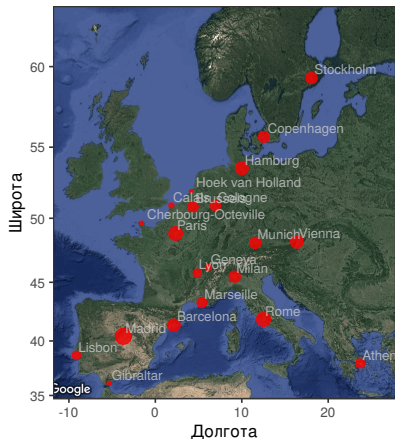 60
55
50
45
40
35
Широта
Stockholm
Copenhagen
Hamburg
Hoek van Holland
Calais
Brussels
Cologne
Cherbourg-Octeville
Paris
Munich
Vienna
Geneva
Lyon
Milan
Marseille
Barcelona
Rome
Madrid
Lisbon
Gibraltar
Athen
Google
-10
0
10
20
Долгота